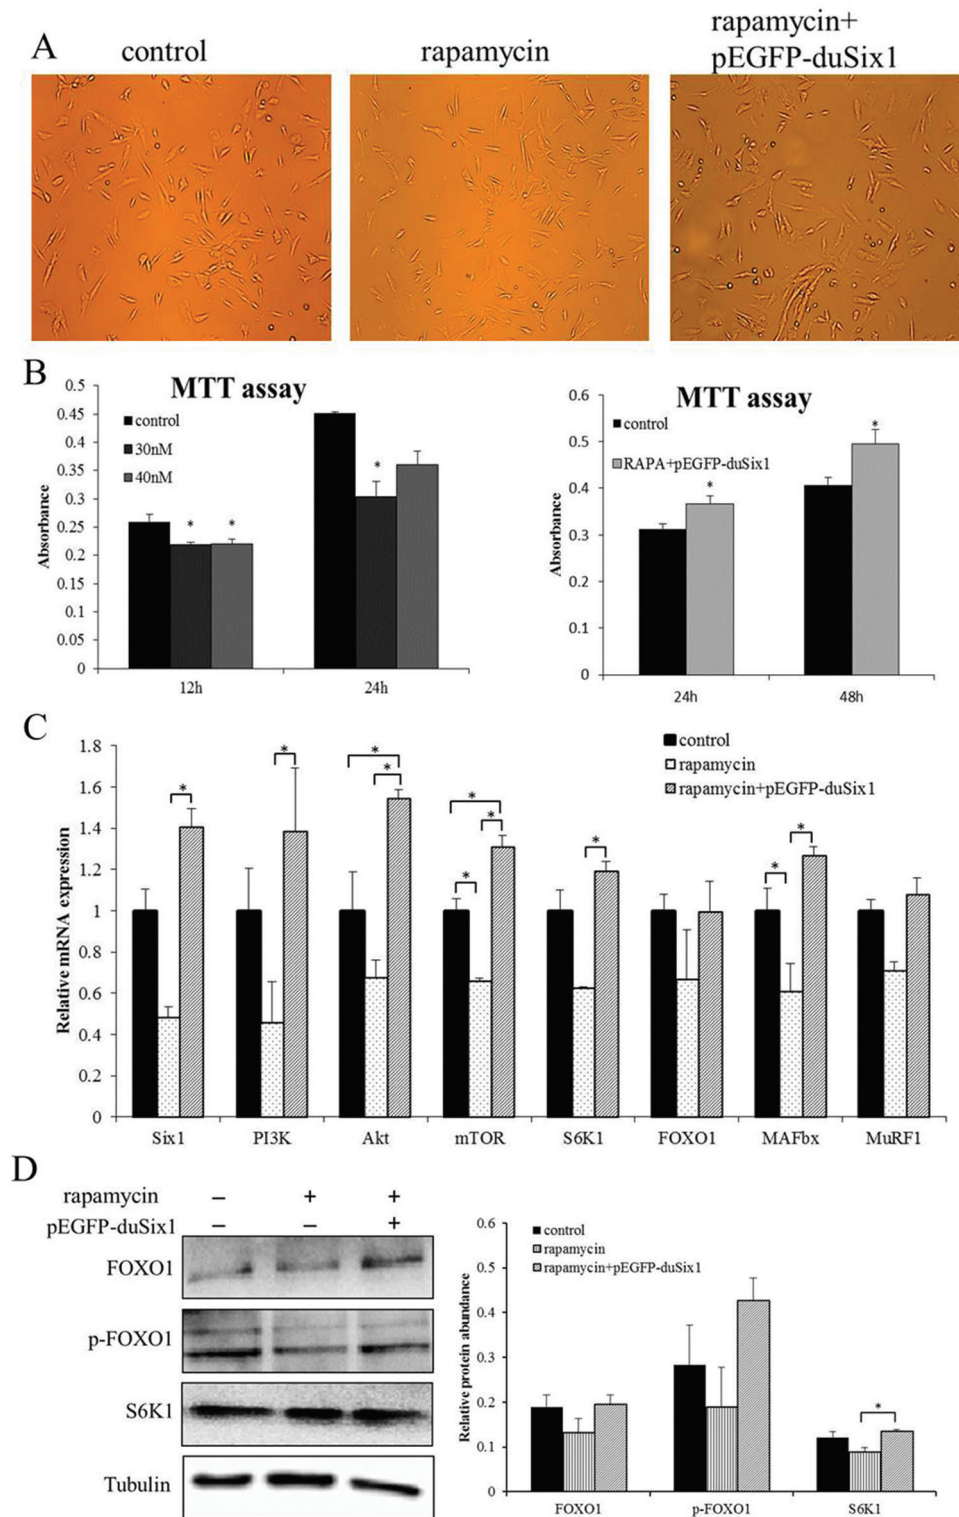 A
control
rapamycin
rapamycin+
pEGFP-duSix1
B
MTT assay
0.5
0.45
0.4
0.35
0.3
0.25
0.2
0.15
0.1
0.05
0
Absorbance
control
30nM
40nM
*
*
*
12h
24h
MTT assay
0.6
0.5
0.4
0.3
0.2
0.1
0
Absorbance
control
RAPA+pEGFP-duSix1
*
*
24h
48h
C
1.8
1.6
1.4
1.2
1
0.8
0.6
0.4
0.2
0
Relative mRNA expression
control
rapamycin
rapamycin+pEGFP-duSix1
*
*
*
*
*
*
*
*
*
*
Six1
PI3K
Akt
mTOR
S6K1
FOXO1
MAFbx
MuRF1
D
rapamycin – + +
pEGFP-duSix1 – – +
FOXO1
p-FOXO1
S6K1
Tubulin
0.6
0.5
0.4
0.3
0.2
0.1
0
Relative protein abundance
control
rapamycin
rapamycin+pEGFP-duSix1
*
FOXO1
p-FOXO1
S6K1